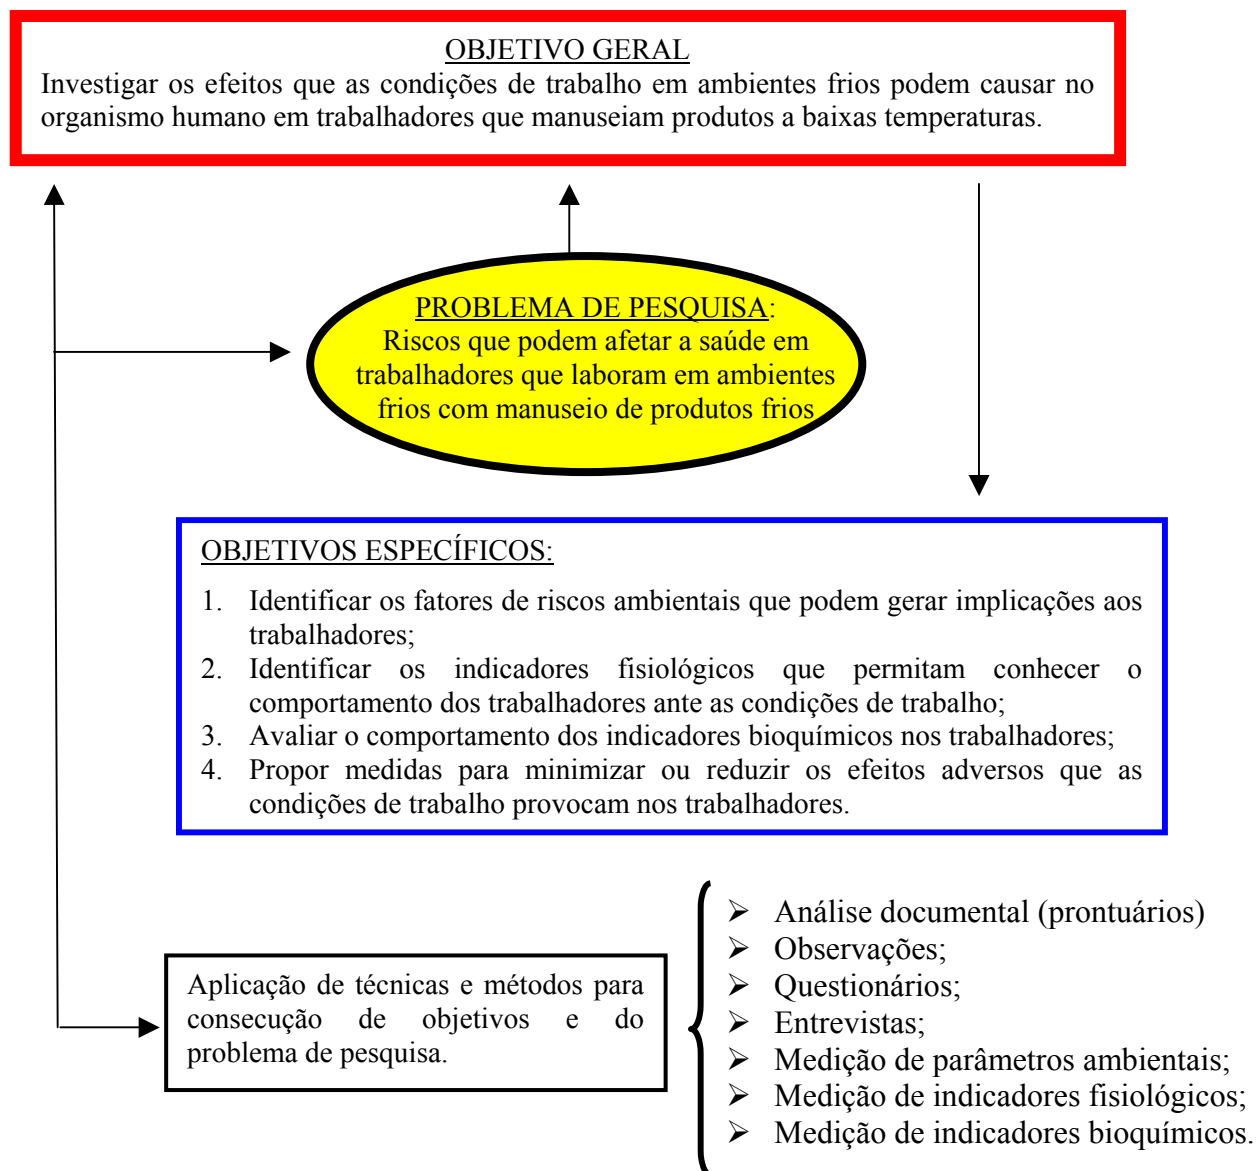 OBJETIVO GERAL
Investigar os efeitos que as condições de trabalho em ambientes frios podem causar no
organismo humano em trabalhadores que manuseiam produtos a baixas temperaturas.
PROBLEMA DE PESQUISA:
Riscos que podem afetar a saúde em
trabalhadores que laboram em ambientes
frios com manuseio de produtos frios
OBJETIVOS ESPECÍFICOS:
1. Identificar os fatores de riscos ambientais que podem gerar implicações aos
trabalhadores;
2. Identificar os indicadores fisiológicos que permitam conhecer o
comportamento dos trabalhadores ante as condições de trabalho;
3. Avaliar o comportamento dos indicadores bioquímicos nos trabalhadores;
4. Propor medidas para minimizar ou reduzir os efeitos adversos que as
condições de trabalho provocam nos trabalhadores.
Aplicação de técnicas e métodos para
consecução de objetivos e do
problema de pesquisa.
➢ Análise documental (prontuários)
➢ Observações;
➢ Questionários;
➢ Entrevistas;
➢ Medição de parâmetros ambientais;
➢ Medição de indicadores fisiológicos;
➢ Medição de indicadores bioquímicos.